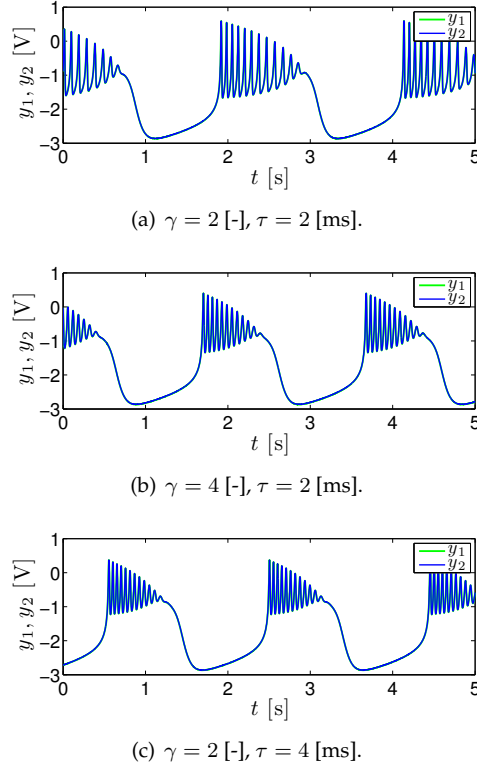 1
0
−1
−2
−3
y₁, y₂ [V]
y₁
y₂
0 1 2 3 4 5
t [s]
(a) γ = 2 [-], τ = 2 [ms].
1
0
−1
−2
−3
y₁, y₂ [V]
y₁
y₂
0 1 2 3 4 5
t [s]
(b) γ = 4 [-], τ = 2 [ms].
1
0
−1
−2
−3
y₁, y₂ [V]
y₁
y₂
0 1 2 3 4 5
t [s]
(c) γ = 2 [-], τ = 4 [ms].